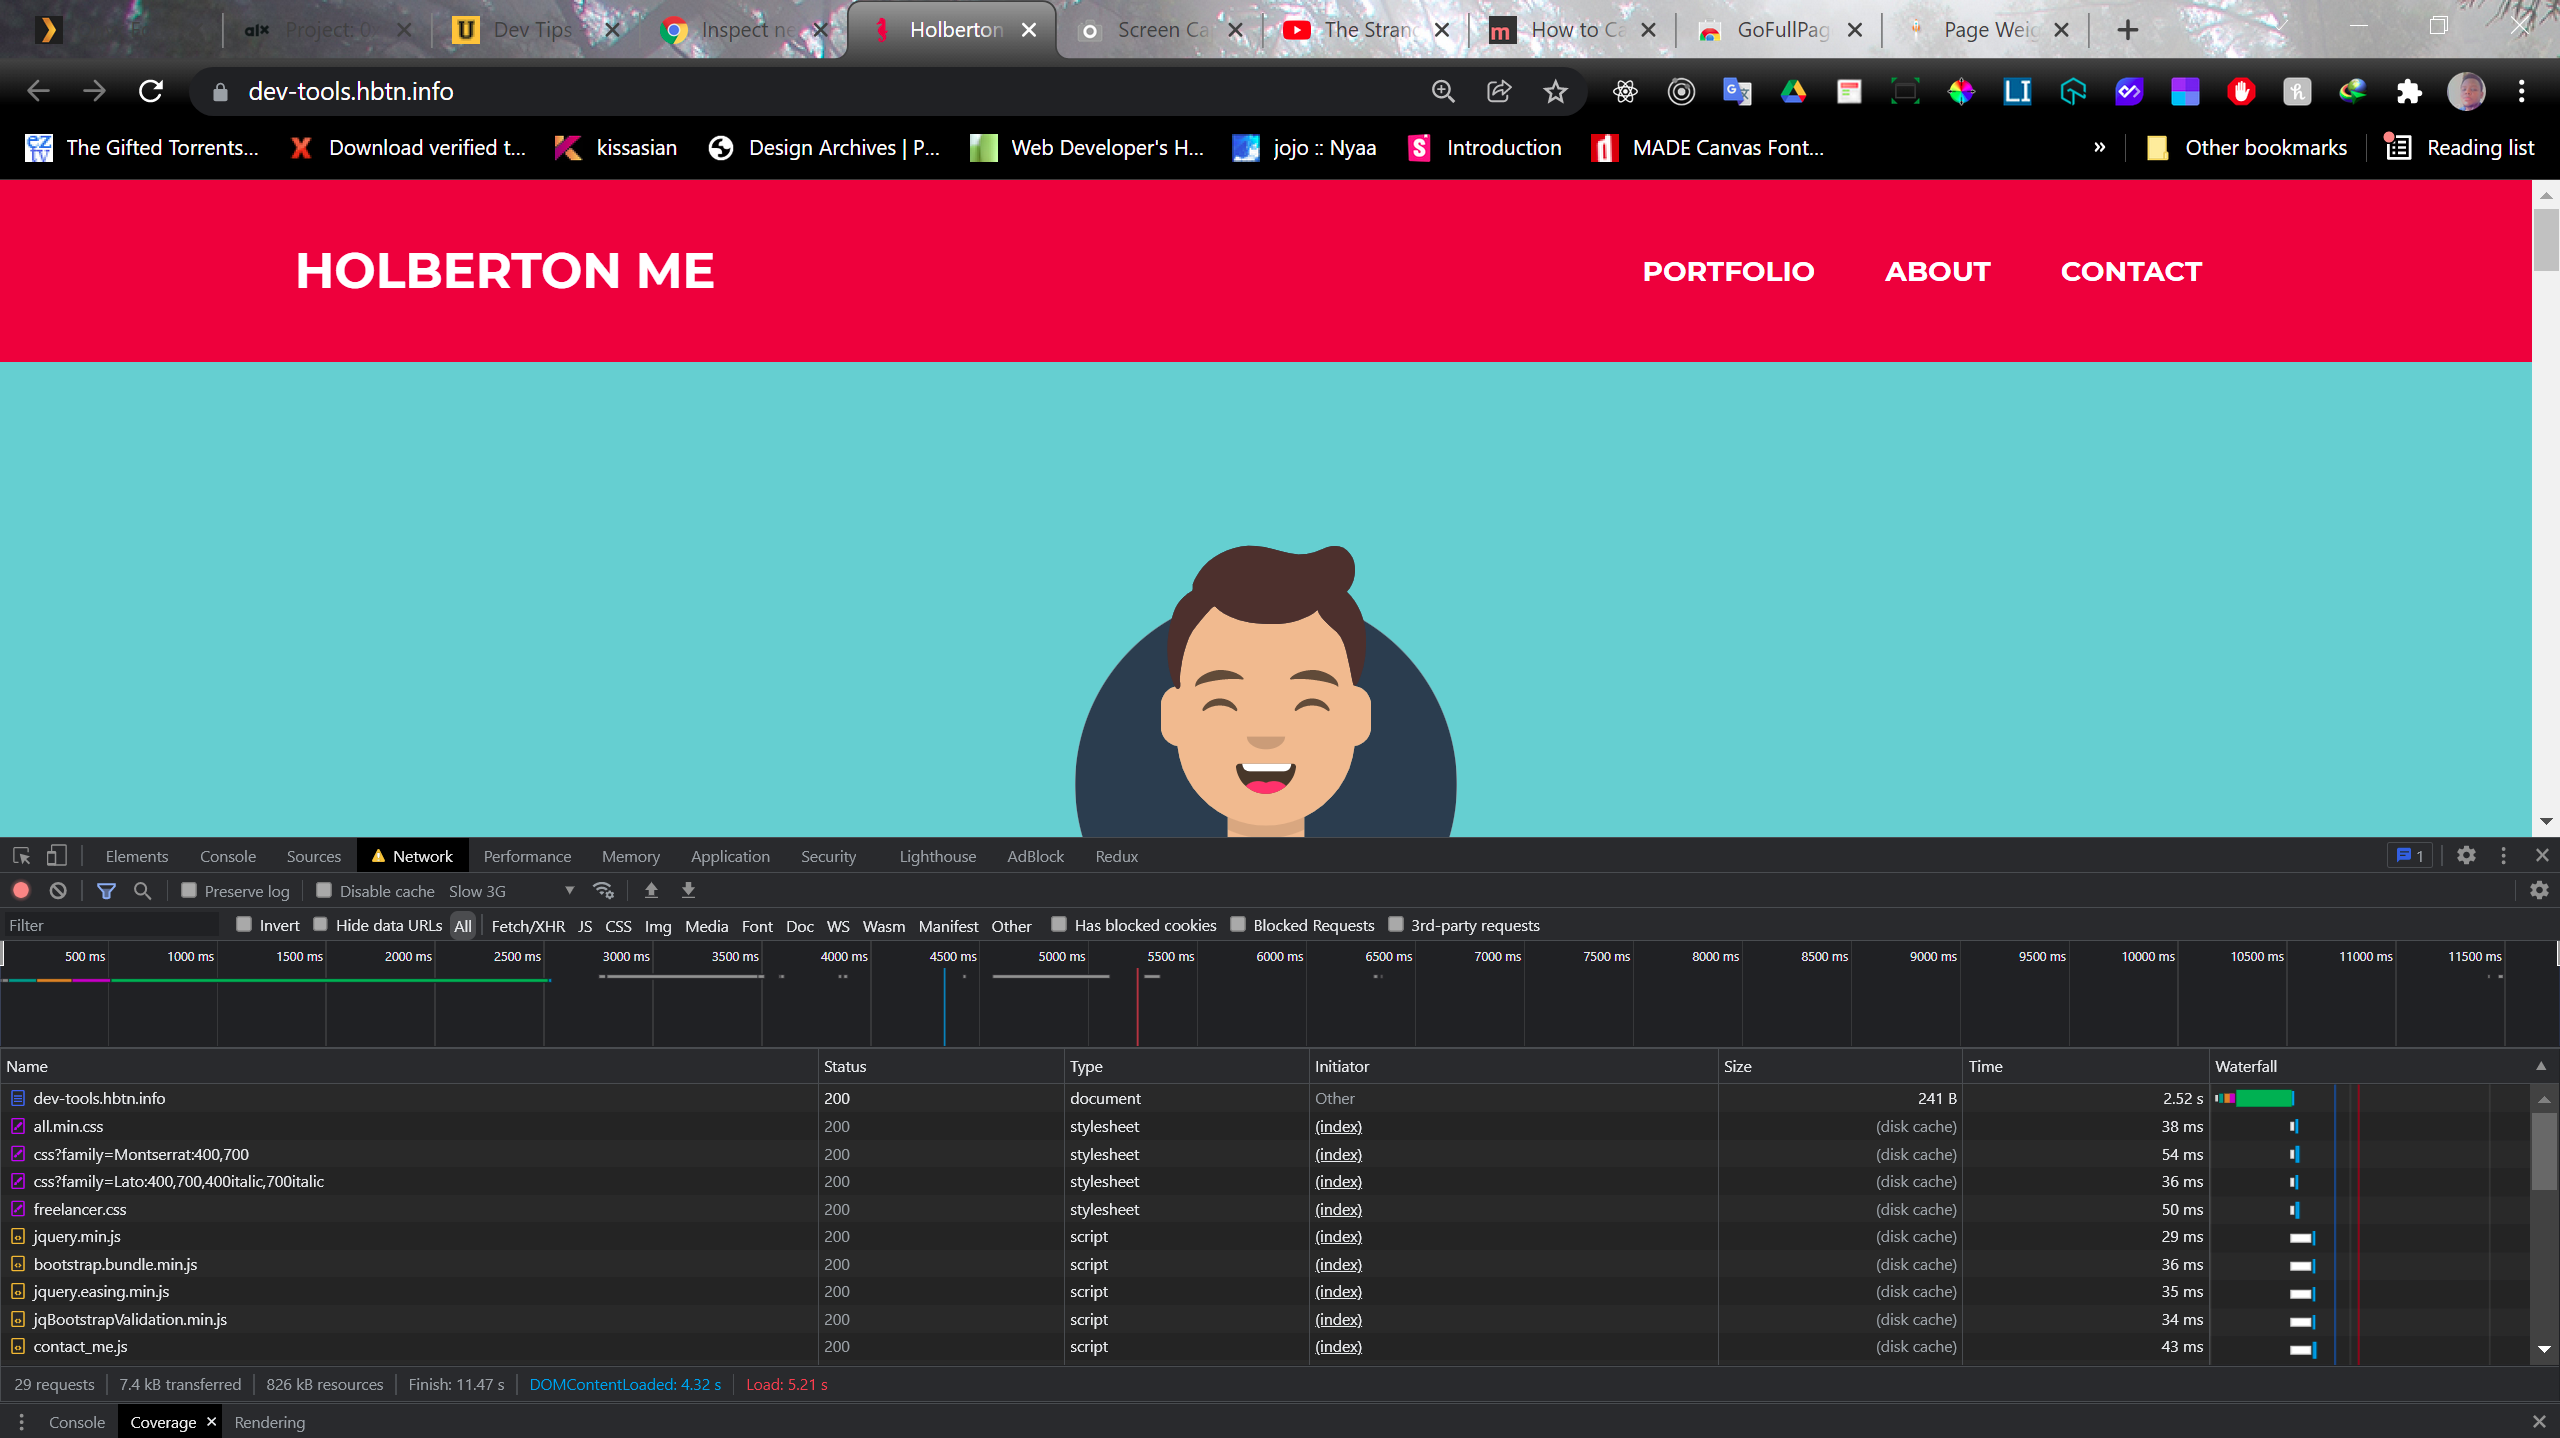 alx Project: 0 Dev Tips Inspect ne Holberton Screen Ca The Strang How to Ca GoFullPag Page Weig
dev-tools.hbtn.info
The Gifted Torrents... Download verified t... kissasian Design Archives | P... Web Developer's H... jojo :: Nyaa Introduction MADE Canvas Font... » Other bookmarks Reading list
HOLBERTON ME PORTFOLIO ABOUT CONTACT
Elements Console Sources Network Performance Memory Application Security Lighthouse AdBlock Redux 1
Preserve log Disable cache Slow 3G
Filter Invert Hide data URLs All Fetch/XHR JS CSS Img Media Font Doc WS Wasm Manifest Other Has blocked cookies Blocked Requests 3rd-party requests
500 ms 1000 ms 1500 ms 2000 ms 2500 ms 3000 ms 3500 ms 4000 ms 4500 ms 5000 ms 5500 ms 6000 ms 6500 ms 7000 ms 7500 ms 8000 ms 8500 ms 9000 ms 9500 ms 10000 ms 10500 ms 11000 ms 11500 ms
Name Status Type Initiator Size Time Waterfall
dev-tools.hbtn.info 200 document Other 241 B 2.52 s
all.min.css 200 stylesheet (index) (disk cache) 38 ms
css?family=Montserrat:400,700 200 stylesheet (index) (disk cache) 54 ms
css?family=Lato:400,700,400italic,700italic 200 stylesheet (index) (disk cache) 36 ms
freelancer.css 200 stylesheet (index) (disk cache) 50 ms
jquery.min.js 200 script (index) (disk cache) 29 ms
bootstrap.bundle.min.js 200 script (index) (disk cache) 36 ms
jquery.easing.min.js 200 script (index) (disk cache) 35 ms
jqBootstrapValidation.min.js 200 script (index) (disk cache) 34 ms
contact_me.js 200 script (index) (disk cache) 43 ms
29 requests 7.4 kB transferred 826 kB resources Finish: 11.47 s DOMContentLoaded: 4.32 s Load: 5.21 s
Console Coverage Rendering